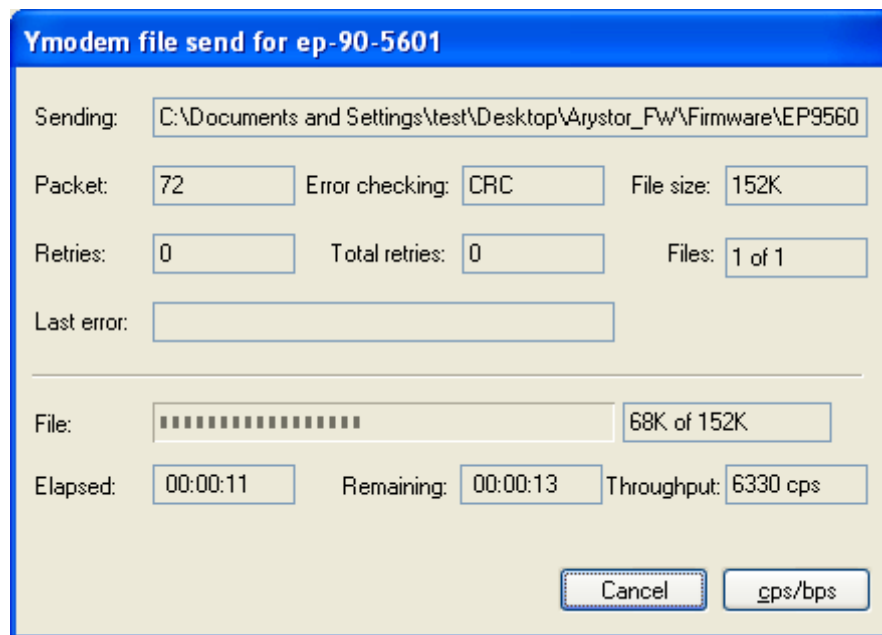 Ymodem file send for ep-90-5601
Sending: C:\Documents and Settings\test\Desktop\Arystor_FW\Firmware\EP9560
Packet: 72 Error checking: CRC File size: 152K
Retries: 0 Total retries: 0 Files: 1 of 1
Last error:
File: 68K of 152K
Elapsed: 00:00:11 Remaining: 00:00:13 Throughput: 6330 cps
Cancel cps/bps